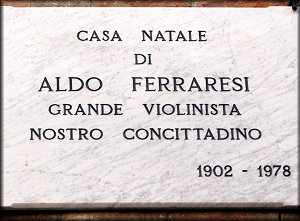 CASA NATALE
DI
ALDO FERRARESI
GRANDE VIOLINISTA
NOSTRO CONCITTADINO
1902 - 1978